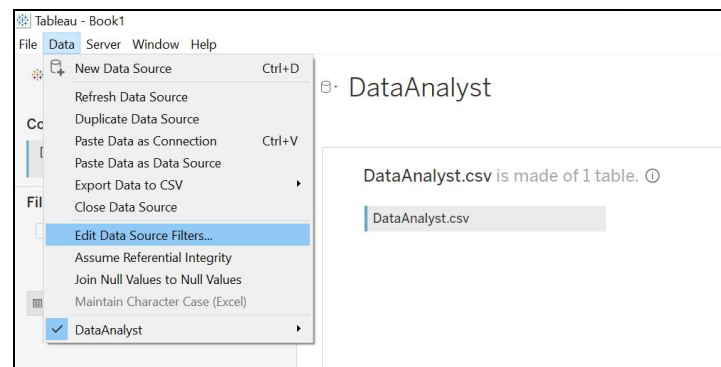 Tableau - Book1
File Data Server Window Help
New Data Source Ctrl+D
Refresh Data Source
Duplicate Data Source
Paste Data as Connection Ctrl+V
Paste Data as Data Source
Export Data to CSV
Close Data Source
Edit Data Source Filters...
Assume Referential Integrity
Join Null Values to Null Values
Maintain Character Case (Excel)
DataAnalyst
Co
Fil
DataAnalyst
DataAnalyst.csv is made of 1 table.
DataAnalyst.csv